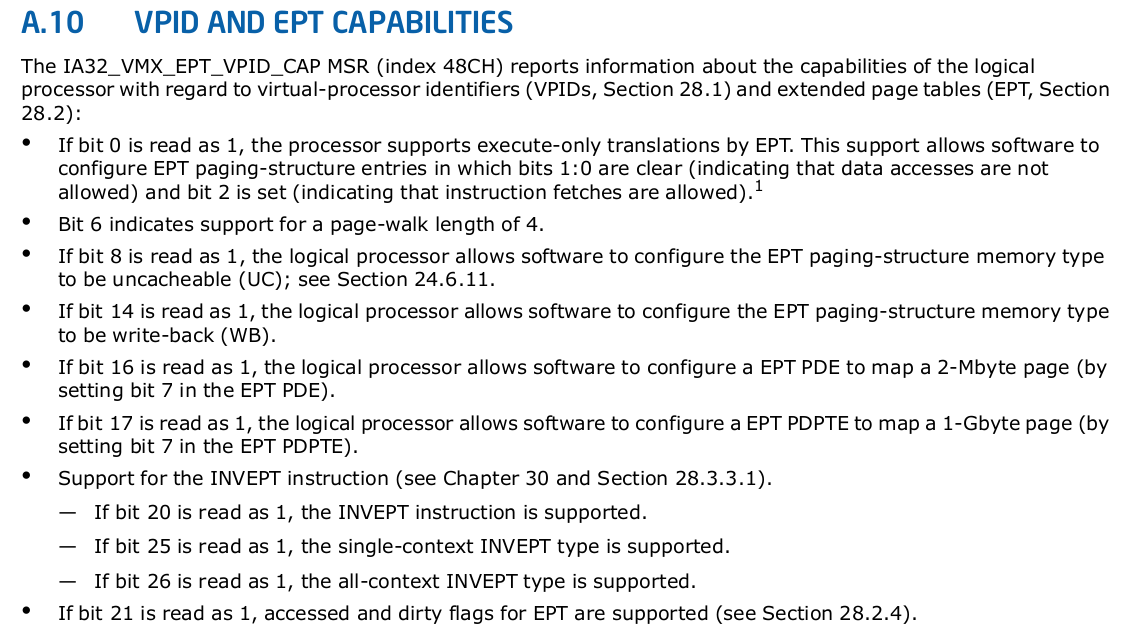 A.10 VPID AND EPT CAPABILITIES
The IA32_VMX_EPT_VPID_CAP MSR (index 48CH) reports information about the capabilities of the logical
processor with regard to virtual-processor identifiers (VPIDs, Section 28.1) and extended page tables (EPT, Section
28.2):
• If bit 0 is read as 1, the processor supports execute-only translations by EPT. This support allows software to
configure EPT paging-structure entries in which bits 1:0 are clear (indicating that data accesses are not
allowed) and bit 2 is set (indicating that instruction fetches are allowed).1
• Bit 6 indicates support for a page-walk length of 4.
• If bit 8 is read as 1, the logical processor allows software to configure the EPT paging-structure memory type
to be uncacheable (UC); see Section 24.6.11.
• If bit 14 is read as 1, the logical processor allows software to configure the EPT paging-structure memory type
to be write-back (WB).
• If bit 16 is read as 1, the logical processor allows software to configure a EPT PDE to map a 2-Mbyte page (by
setting bit 7 in the EPT PDE).
• If bit 17 is read as 1, the logical processor allows software to configure a EPT PDPTE to map a 1-Gbyte page (by
setting bit 7 in the EPT PDPTE).
• Support for the INVEPT instruction (see Chapter 30 and Section 28.3.3.1).
— If bit 20 is read as 1, the INVEPT instruction is supported.
— If bit 25 is read as 1, the single-context INVEPT type is supported.
— If bit 26 is read as 1, the all-context INVEPT type is supported.
• If bit 21 is read as 1, accessed and dirty flags for EPT are supported (see Section 28.2.4).